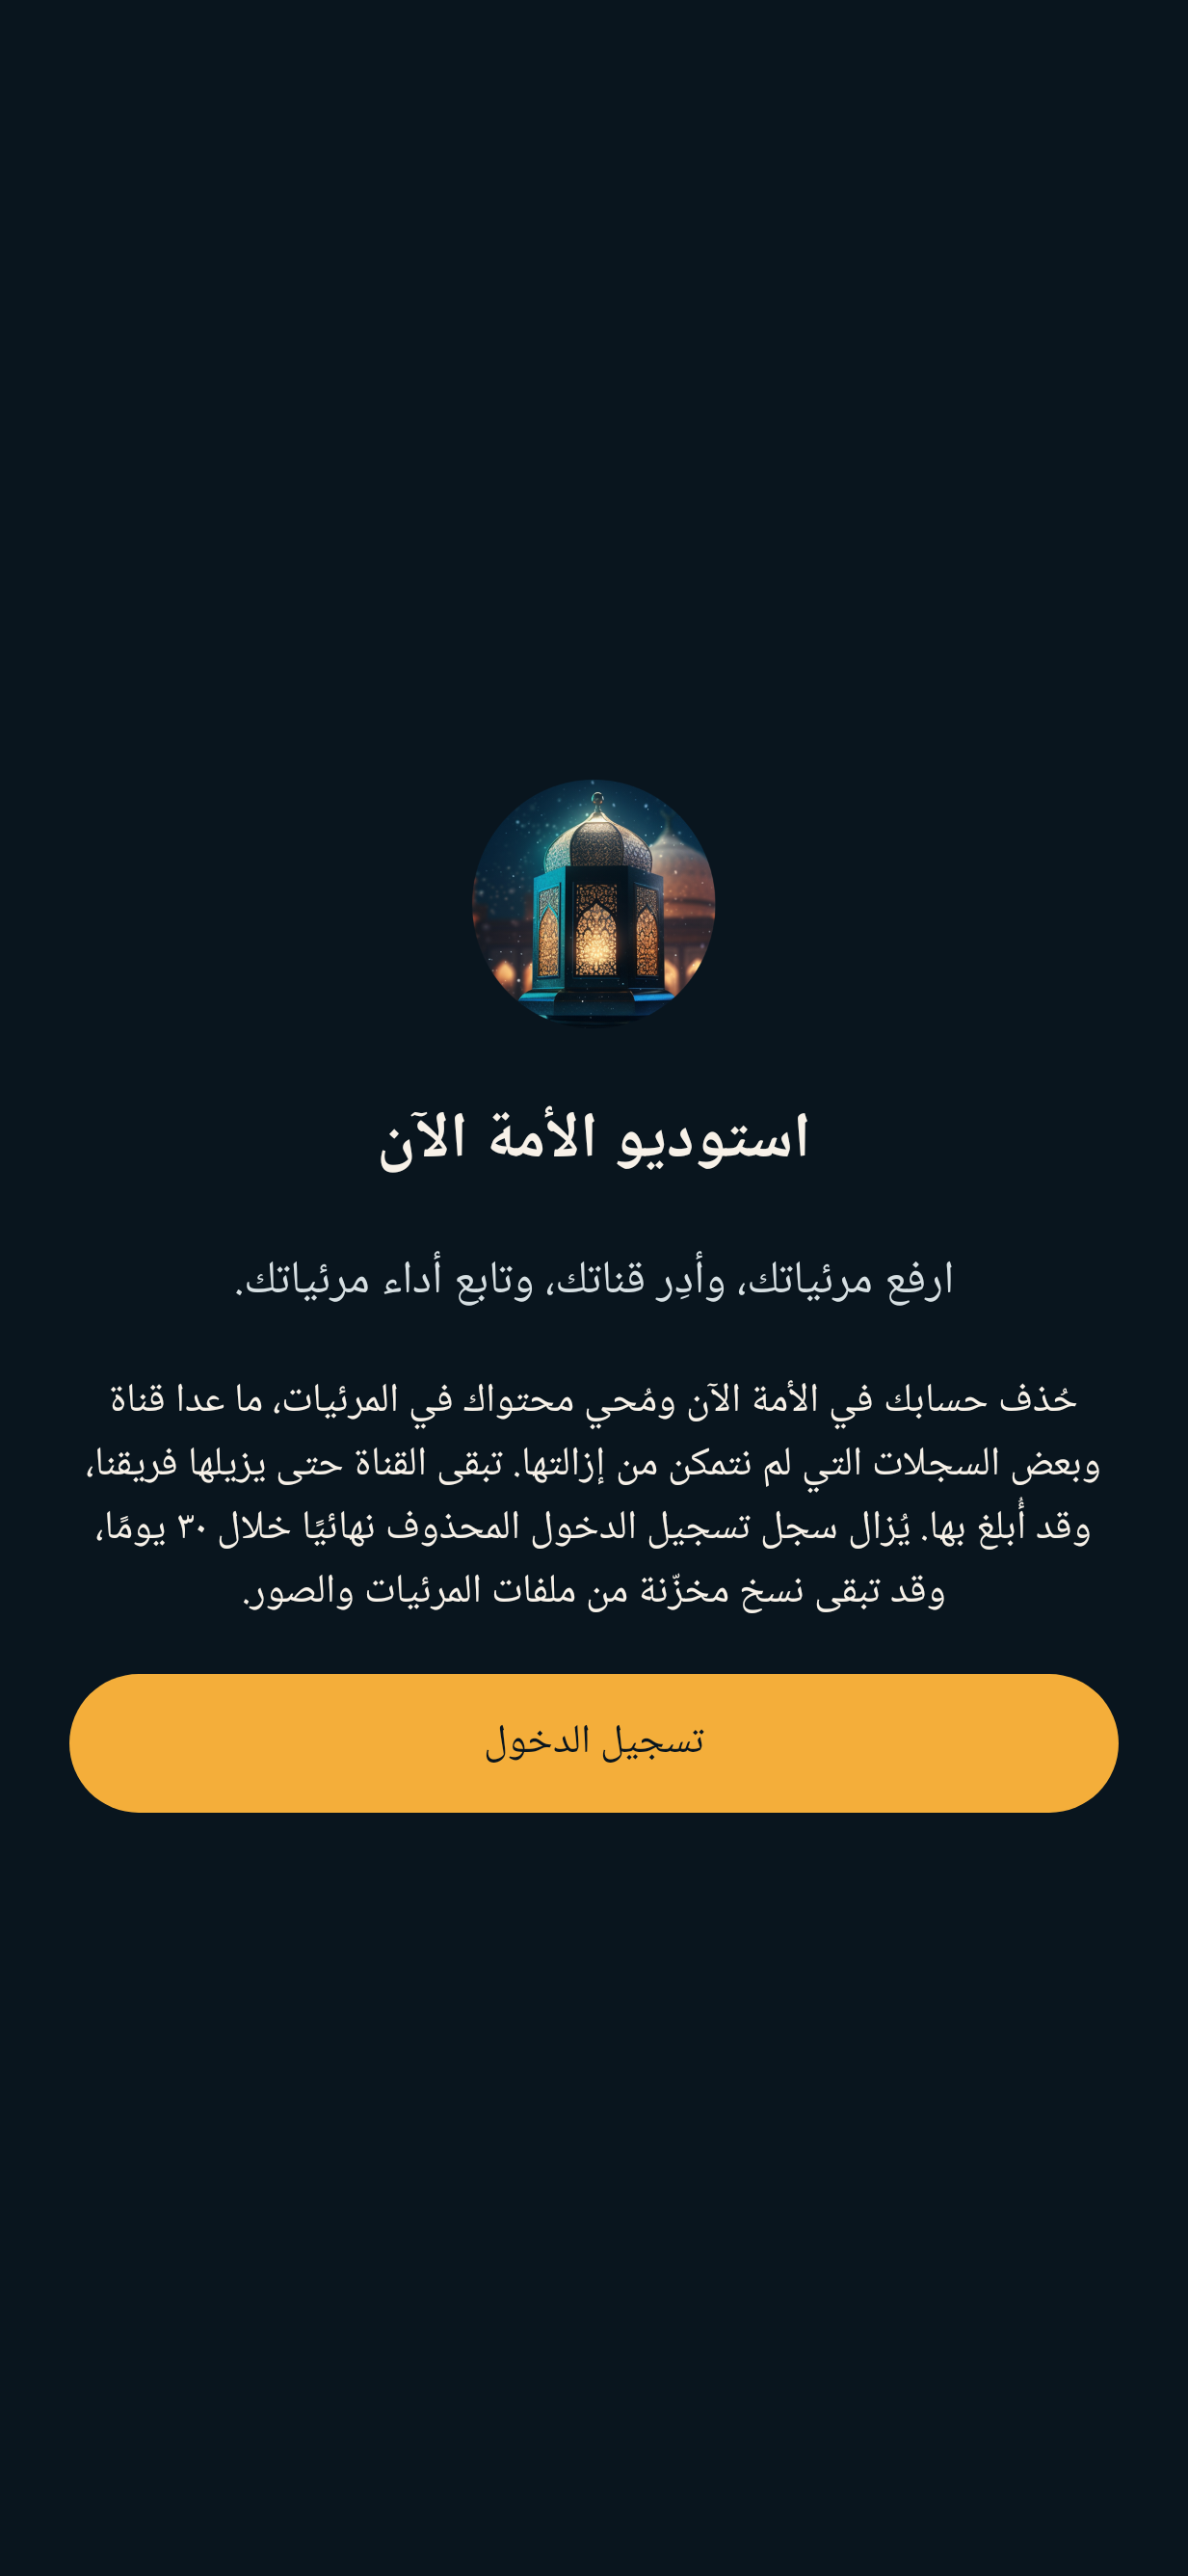 استوديو الأمة الآن
ارفع مرئياتك، وأدِر قناتك، وتابع أداء مرئياتك.
حُذف حسابك في الأمة الآن ومُحي محتواك في المرئيات، ما عدا قناة
وبعض السجلات التي لم نتمكن من إزالتها. تبقى القناة حتى يزيلها فريقنا،
وقد أُبلغ بها. يُزال سجل تسجيل الدخول المحذوف نهائيًا خلال ٣٠ يومًا،
وقد تبقى نسخ مخزّنة من ملفات المرئيات والصور.
تسجيل الدخول